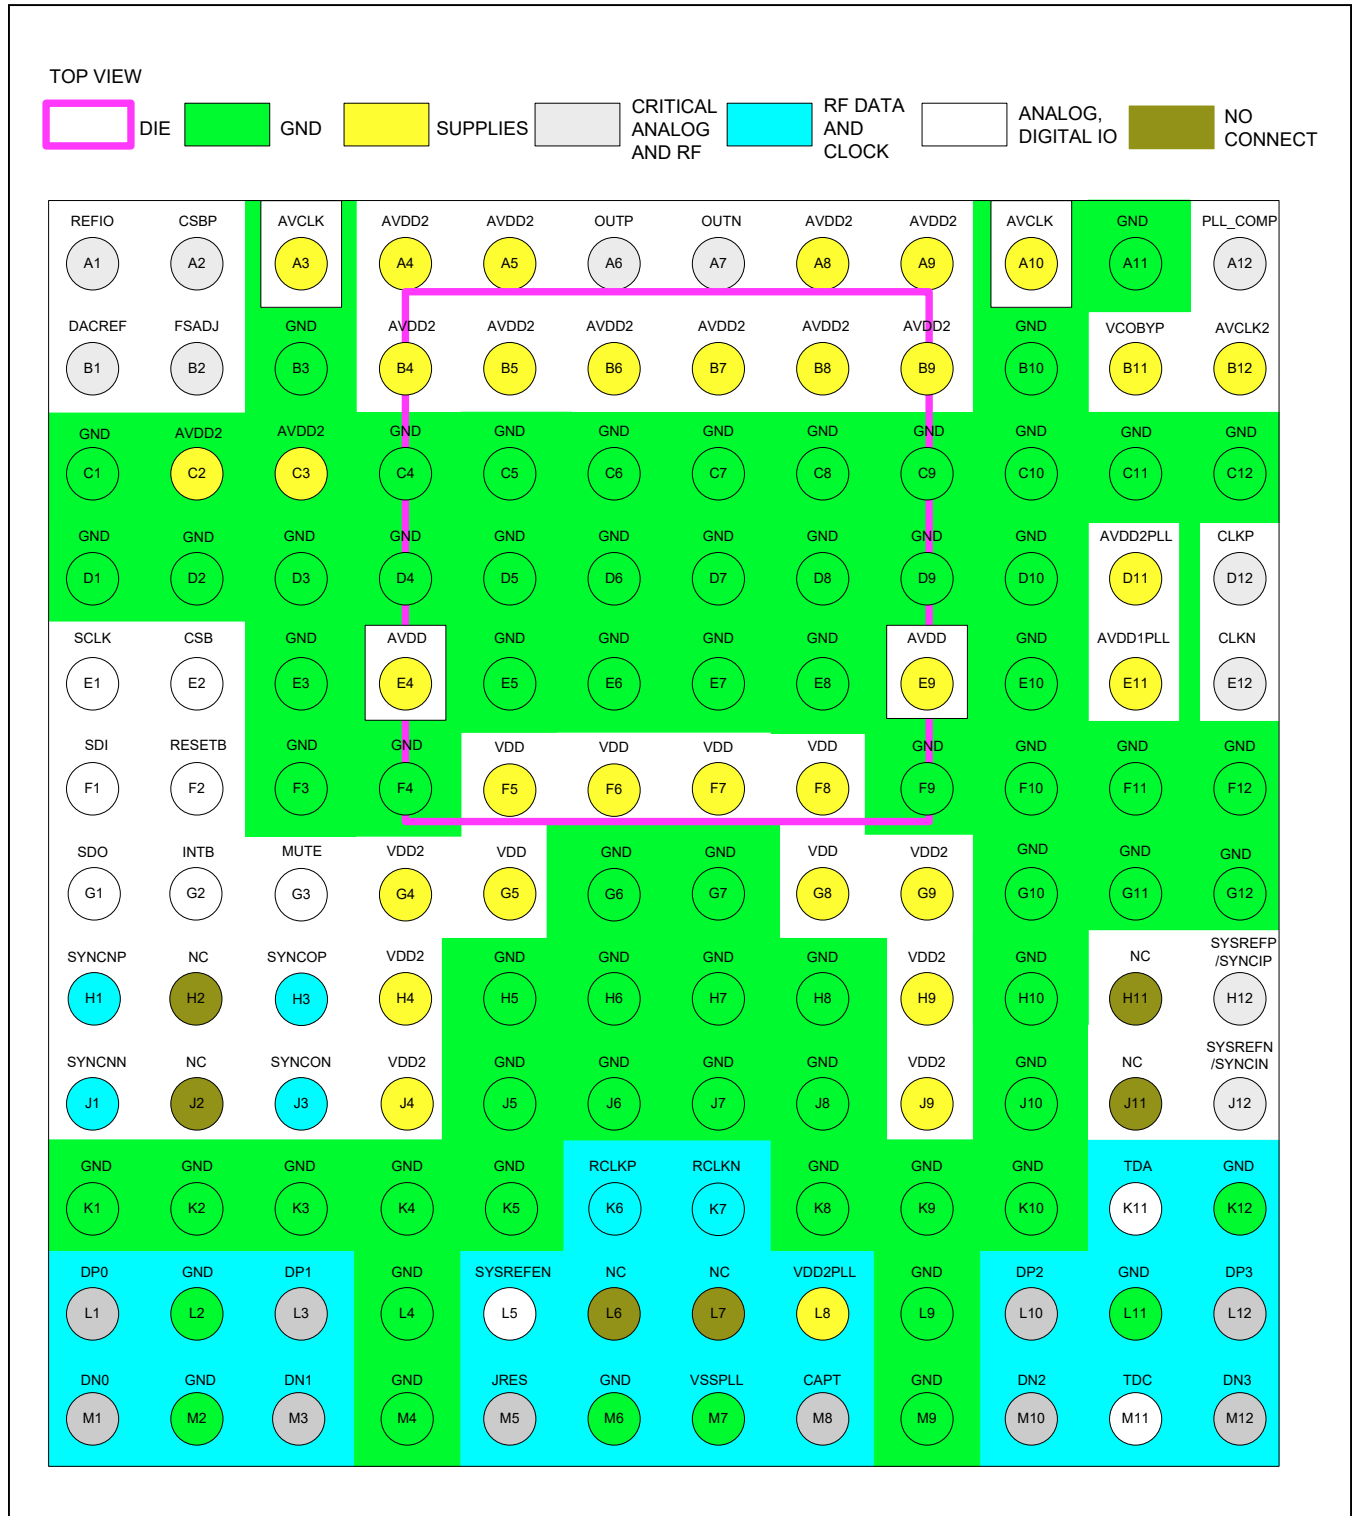 TOP VIEW
DIE
GND
SUPPLIES
CRITICAL
ANALOG
AND RF
RF DATA
AND
CLOCK
ANALOG,
DIGITAL IO
NO
CONNECT
REFIO CSBP AVCLK AVDD2 AVDD2 OUTP OUTN AVDD2 AVDD2 AVCLK GND PLL_COMP
A1 A2 A3 A4 A5 A6 A7 A8 A9 A10 A11 A12
DACREF FSADJ GND AVDD2 AVDD2 AVDD2 AVDD2 AVDD2 AVDD2 GND VCOBYP AVCLK2
B1 B2 B3 B4 B5 B6 B7 B8 B9 B10 B11 B12
GND AVDD2 AVDD2 GND GND GND GND GND GND GND GND GND
C1 C2 C3 C4 C5 C6 C7 C8 C9 C10 C11 C12
GND GND GND GND GND GND GND GND GND GND AVDD2PLL CLKP
D1 D2 D3 D4 D5 D6 D7 D8 D9 D10 D11 D12
SCLK CSB GND AVDD GND GND GND GND AVDD GND AVDD1PLL CLKN
E1 E2 E3 E4 E5 E6 E7 E8 E9 E10 E11 E12
SDI RESETB GND GND VDD VDD VDD VDD GND GND GND GND
F1 F2 F3 F4 F5 F6 F7 F8 F9 F10 F11 F12
SDO INTB MUTE VDD2 VDD GND GND VDD VDD2 GND GND GND
G1 G2 G3 G4 G5 G6 G7 G8 G9 G10 G11 G12
SYNCNP NC SYNCOP VDD2 GND GND GND GND VDD2 GND NC SYSREFP
/SYNCIP
H1 H2 H3 H4 H5 H6 H7 H8 H9 H10 H11 H12
SYNCNN NC SYNCON VDD2 GND GND GND GND VDD2 GND NC SYSREFN
/SYNCIN
J1 J2 J3 J4 J5 J6 J7 J8 J9 J10 J11 J12
GND GND GND GND GND RCLKP RCLKN GND GND GND TDA GND
K1 K2 K3 K4 K5 K6 K7 K8 K9 K10 K11 K12
DP0 GND DP1 GND SYSREFEN NC NC VDD2PLL GND DP2 GND DP3
L1 L2 L3 L4 L5 L6 L7 L8 L9 L10 L11 L12
DN0 GND DN1 GND JRES GND VSSPLL CAPT GND DN2 TDC DN3
M1 M2 M3 M4 M5 M6 M7 M8 M9 M10 M11 M12